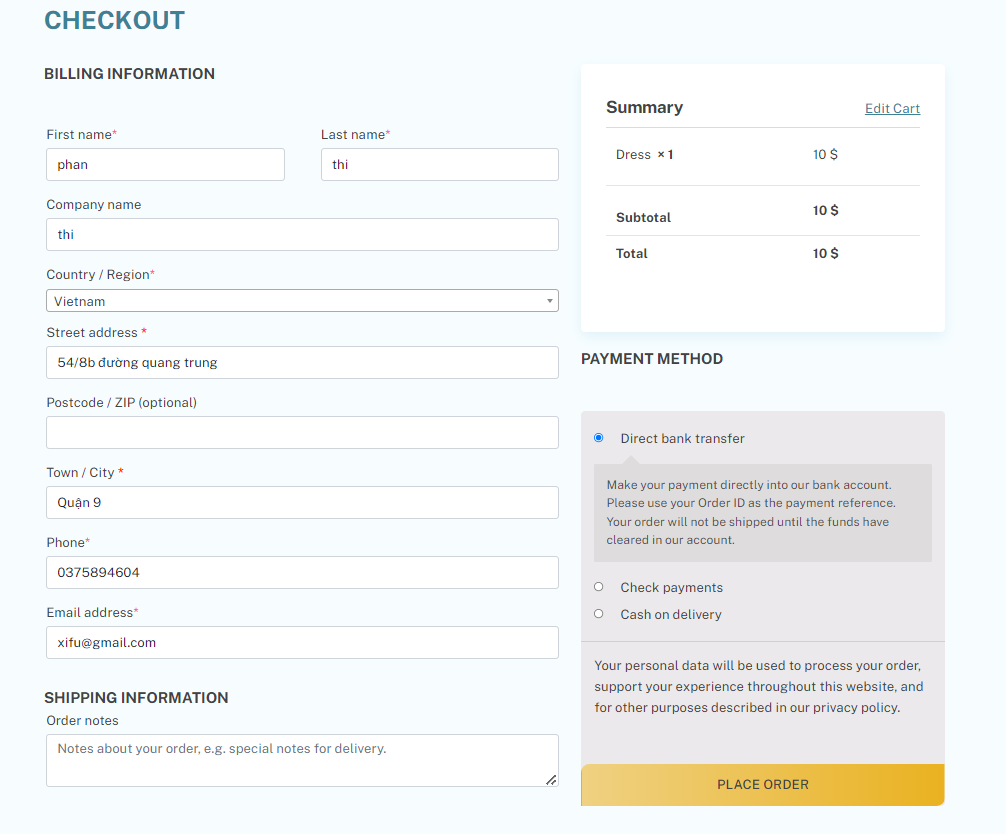 CHECKOUT
BILLING INFORMATION
First name*
Last name*
phan
thi
Company name
thi
Country / Region*
Vietnam
Street address *
54/8b đường quang trung
Postcode / ZIP (optional)
Town / City *
Quận 9
Phone*
0375894604
Email address*
xifu@gmail.com
SHIPPING INFORMATION
Order notes
Notes about your order, e.g. special notes for delivery.
Summary
Edit Cart
Dress × 1
10 $
Subtotal
10 $
Total
10 $
PAYMENT METHOD
Direct bank transfer
Make your payment directly into our bank account.
Please use your Order ID as the payment reference.
Your order will not be shipped until the funds have
cleared in our account.
Check payments
Cash on delivery
Your personal data will be used to process your order,
support your experience throughout this website, and
for other purposes described in our privacy policy.
PLACE ORDER